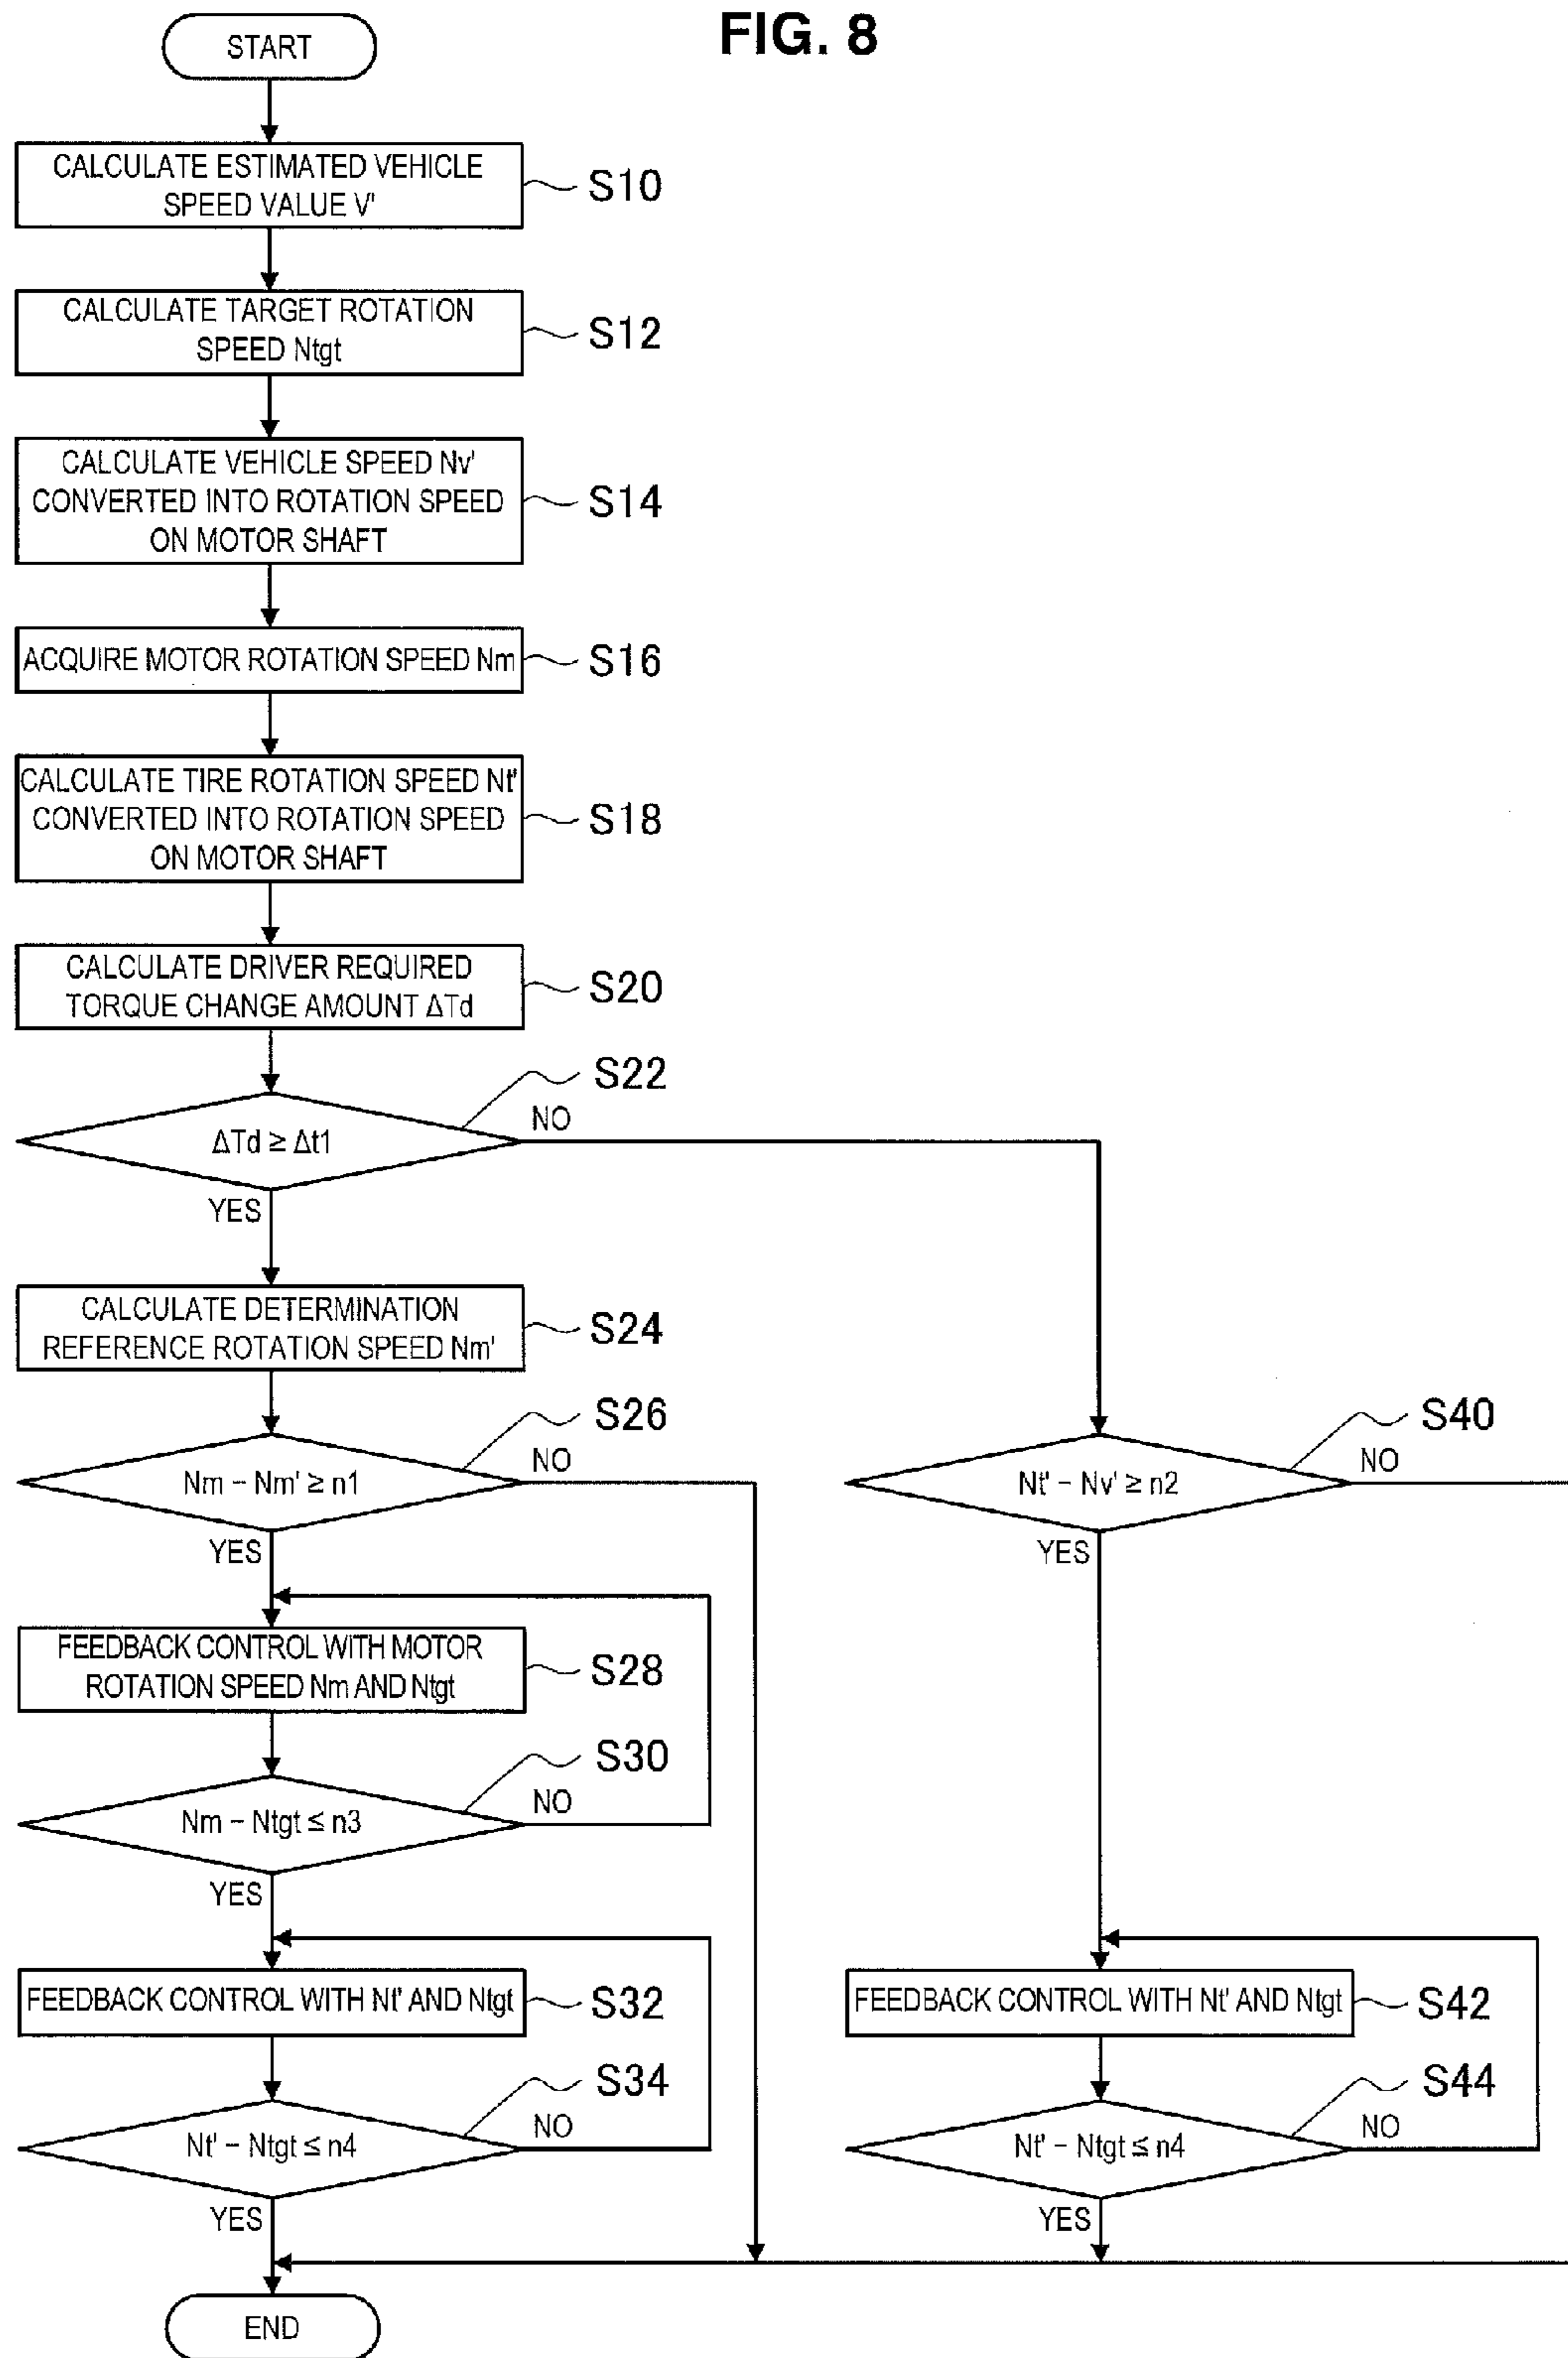 FIG. 8
START
CALCULATE ESTIMATED VEHICLE
SPEED VALUE V'
S10
CALCULATE TARGET ROTATION
SPEED Ntgt
S12
CALCULATE VEHICLE SPEED Nv'
CONVERTED INTO ROTATION SPEED
ON MOTOR SHAFT
S14
ACQUIRE MOTOR ROTATION SPEED Nm
S16
CALCULATE TIRE ROTATION SPEED Nt'
CONVERTED INTO ROTATION SPEED
ON MOTOR SHAFT
S18
CALCULATE DRIVER REQUIRED
TORQUE CHANGE AMOUNT ΔTd
S20
S22
ΔTd ≥ Δt1
NO
YES
CALCULATE DETERMINATION
REFERENCE ROTATION SPEED Nm'
S24
S26
Nm – Nm' ≥ n1
NO
YES
S40
Nt' – Nv' ≥ n2
NO
YES
FEEDBACK CONTROL WITH MOTOR
ROTATION SPEED Nm AND Ntgt
S28
S30
Nm – Ntgt ≤ n3
NO
YES
FEEDBACK CONTROL WITH Nt' AND Ntgt
S32
FEEDBACK CONTROL WITH Nt' AND Ntgt
S42
S34
Nt' – Ntgt ≤ n4
NO
YES
S44
Nt' – Ntgt ≤ n4
NO
YES
END